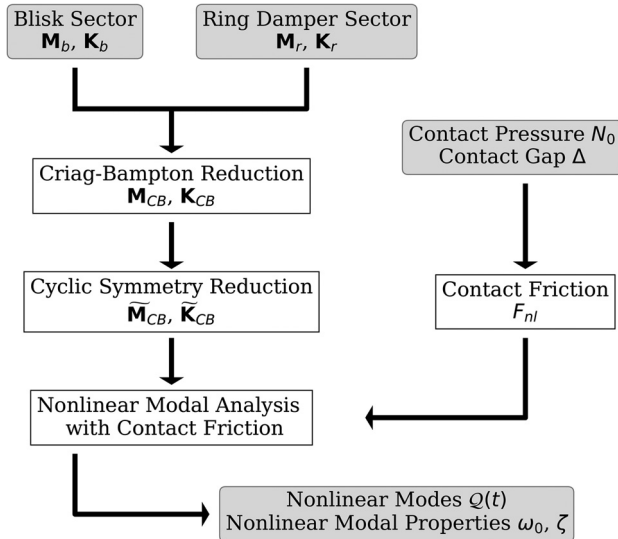 Blisk Sector
M_b, K_b
Ring Damper Sector
M_r, K_r
Contact Pressure N_0
Contact Gap Δ
Criag-Bampton Reduction
M_CB, K_CB
Cyclic Symmetry Reduction
M̃_CB, K̃_CB
Contact Friction
F_nl
Nonlinear Modal Analysis
with Contact Friction
Nonlinear Modes 𝒬(t)
Nonlinear Modal Properties ω_0, ζ